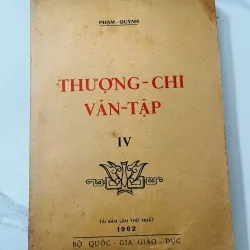 PHẠM-QUỲNH
THƯỢNG-CHI
VĂN-TẬP
IV
TÁI BẢN LẦN THỨ NHẤT
1962
BỘ QUỐC-GIA GIÁO-DỤC